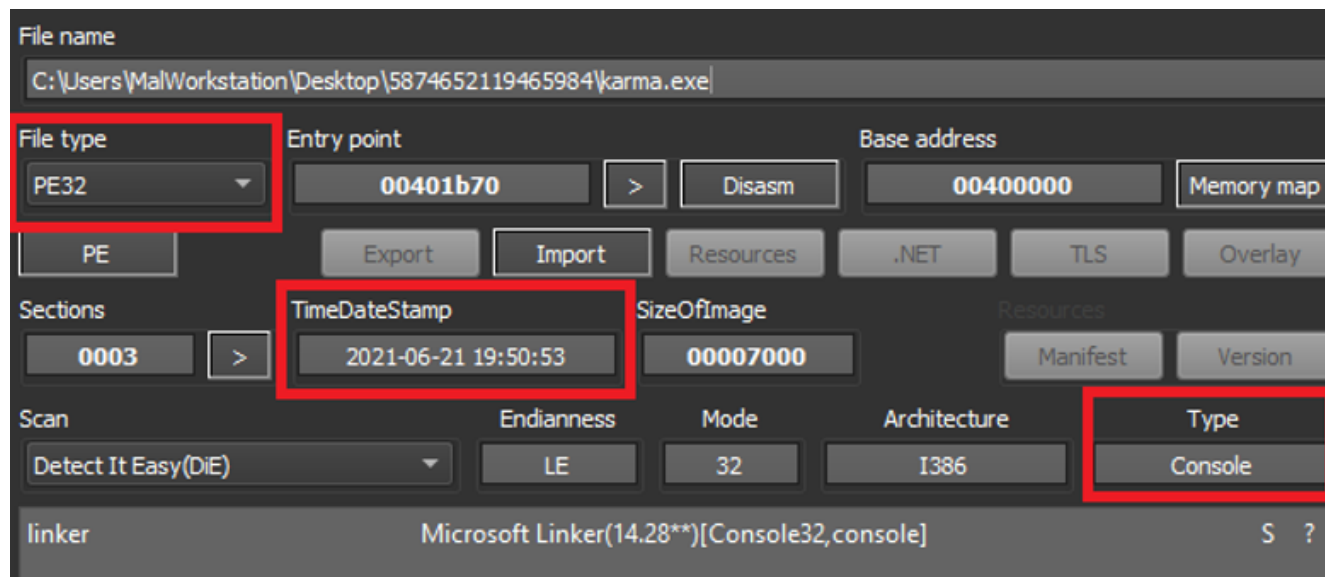 File name
C:\Users\MalWorkstation\Desktop\5874652119465984\karma.exe
File type Entry point Base address
PE32 00401b70 > Disasm 00400000 Memory map
PE Export Import Resources .NET TLS Overlay
Sections TimeDateStamp SizeOfImage Resources
0003 > 2021-06-21 19:50:53 00007000 Manifest Version
Scan Endianness Mode Architecture Type
Detect It Easy(DiE) LE 32 I386 Console
linker Microsoft Linker(14.28**)[Console32,console] S ?